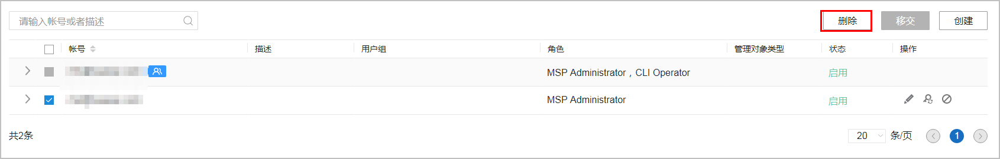 请输入帐号或者描述
删除 移交 创建
帐号 描述 用户组 角色 管理对象类型 状态 操作
MSP Administrator，CLI Operator 启用
MSP Administrator 启用
共2条 20 条/页 1